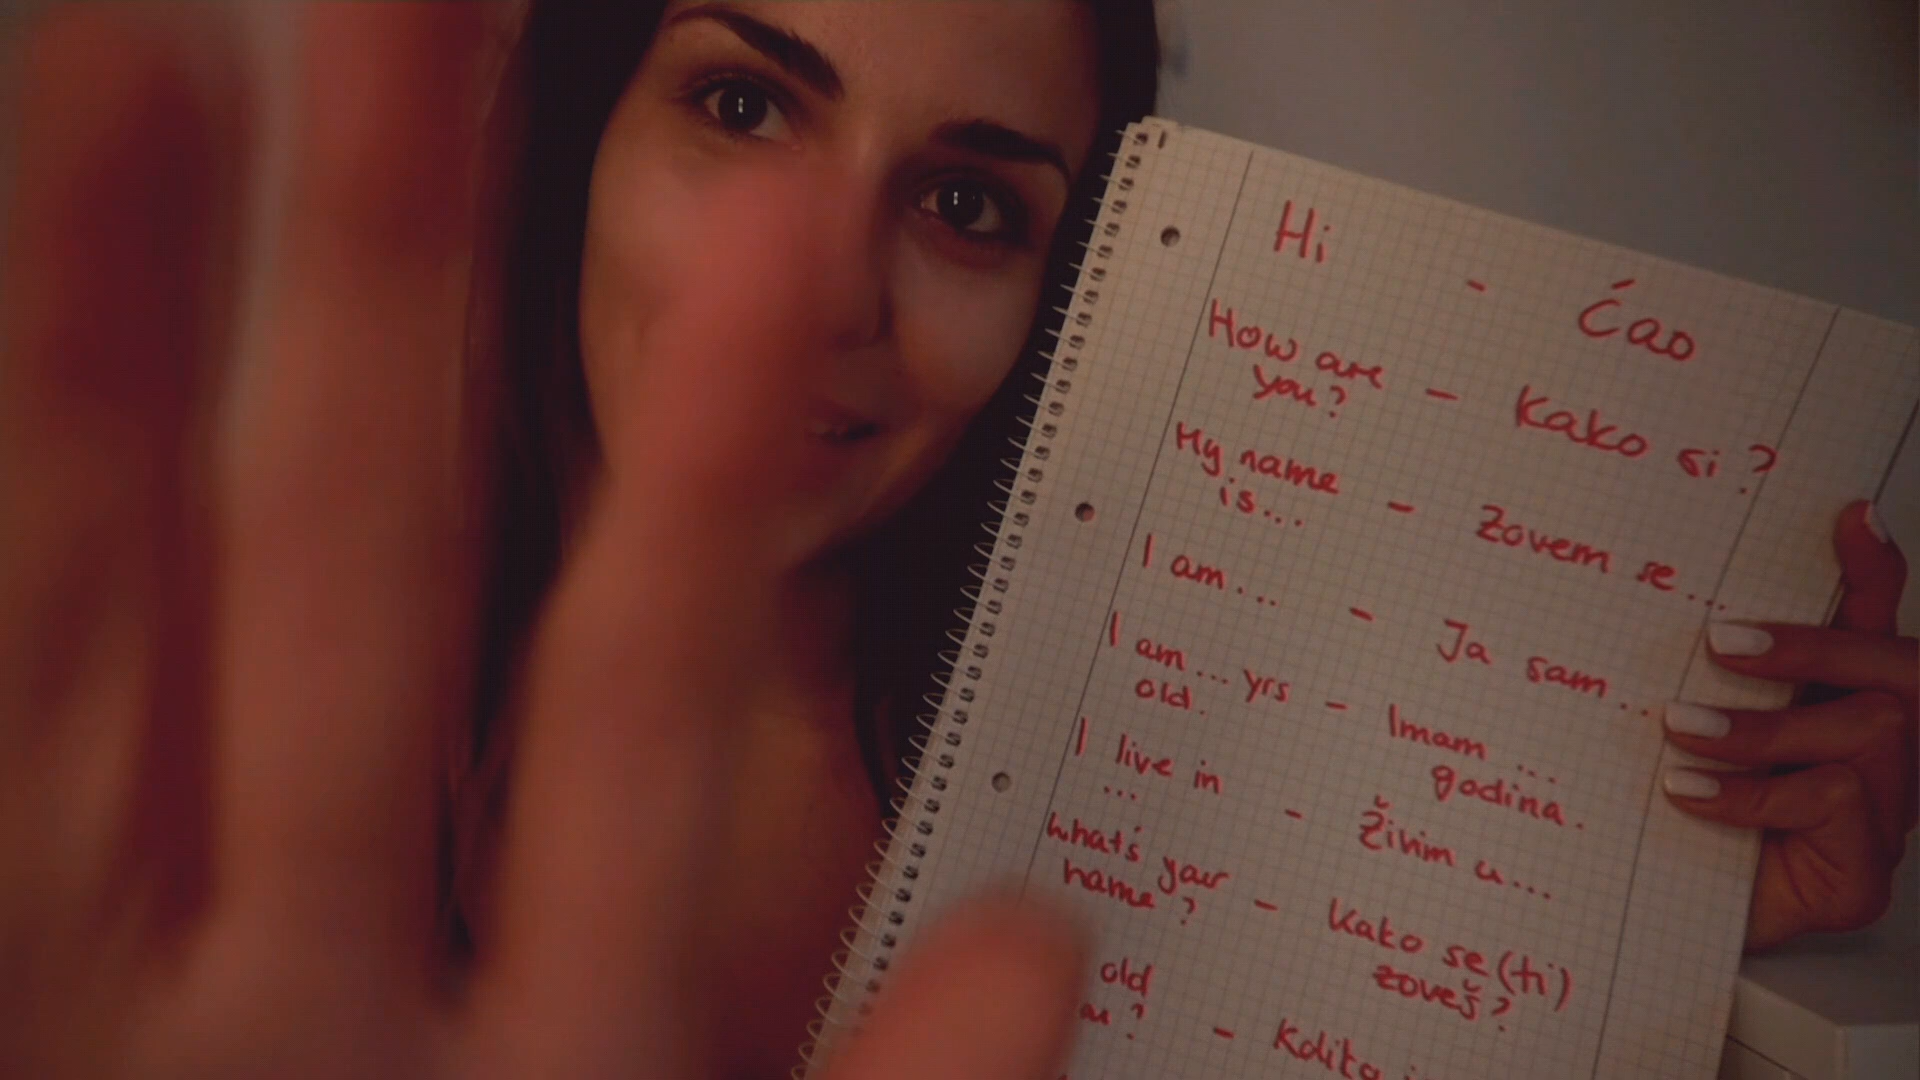 Hi - Ćao
How are - Kako si?
you?
My name - Zovem se...
is...
I am... - Ja sam...
I am... yrs - Imam...
old. godina.
I live in - Živim u...
...
What's your - Kako se (ti)
name? zoveš?
old
? - Koliko